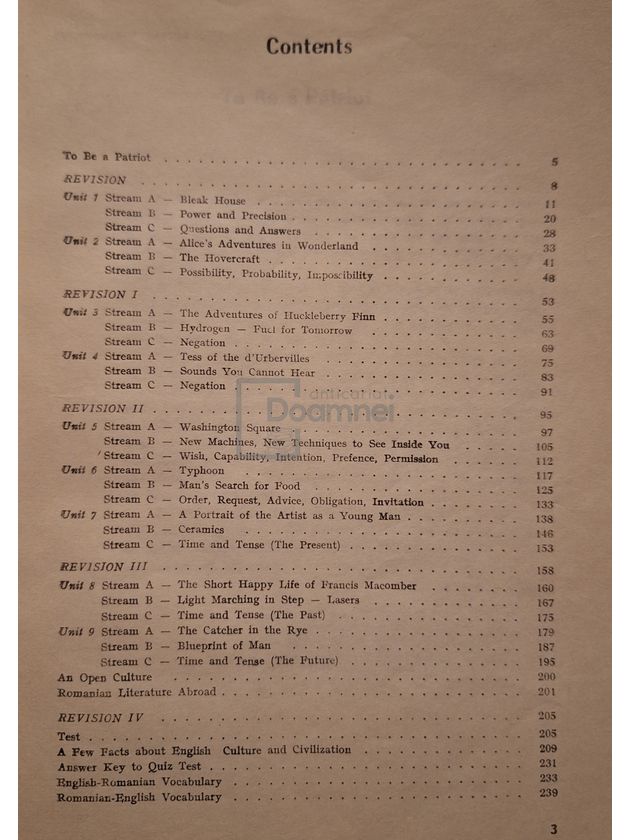 Contents
To Be a Patriot . . . . . 5
REVISION . . . . . 8
Unit 1 Stream A — Bleak House . . . . . 11
Stream B — Power and Precision . . . . . 20
Stream C — Questions and Answers . . . . . 28
Unit 2 Stream A — Alice's Adventures in Wonderland . . . . . 33
Stream B — The Hovercraft . . . . . 41
Stream C — Possibility, Probability, Impossibility . . . . . 48
REVISION I . . . . . 53
Unit 3 Stream A — The Adventures of Huckleberry Finn . . . . . 55
Stream B — Hydrogen — Fuel for Tomorrow . . . . . 63
Stream C — Negation . . . . . 69
Unit 4 Stream A — Tess of the d'Urbervilles . . . . . 75
Stream B — Sounds You Cannot Hear . . . . . 83
Stream C — Negation . . . . . 91
anticariat
Doamnei
REVISION II . . . . . 95
Unit 5 Stream A — Washington Square . . . . . 97
Stream B — New Machines, New Techniques to See Inside You . . . . . 105
Stream C — Wish, Capability, Intention, Prefence, Permission . . . . . 112
Unit 6 Stream A — Typhoon . . . . . 117
Stream B — Man's Search for Food . . . . . 125
Stream C — Order, Request, Advice, Obligation, Invitation . . . . . 133
Unit 7 Stream A — A Portrait of the Artist as a Young Man . . . . . 138
Stream B — Ceramics . . . . . 146
Stream C — Time and Tense (The Present) . . . . . 153
REVISION III . . . . . 158
Unit 8 Stream A — The Short Happy Life of Francis Macomber . . . . . 160
Stream B — Light Marching in Step — Lasers . . . . . 167
Stream C — Time and Tense (The Past) . . . . . 175
Unit 9 Stream A — The Catcher in the Rye . . . . . 179
Stream B — Blueprint of Man . . . . . 187
Stream C — Time and Tense (The Future) . . . . . 195
An Open Culture . . . . . 200
Romanian Literature Abroad . . . . . 201
REVISION IV . . . . . 205
Test . . . . . 205
A Few Facts about English Culture and Civilization . . . . . 209
Answer Key to Quiz Test . . . . . 231
English-Romanian Vocabulary . . . . . 233
Romanian-English Vocabulary . . . . . 239
3